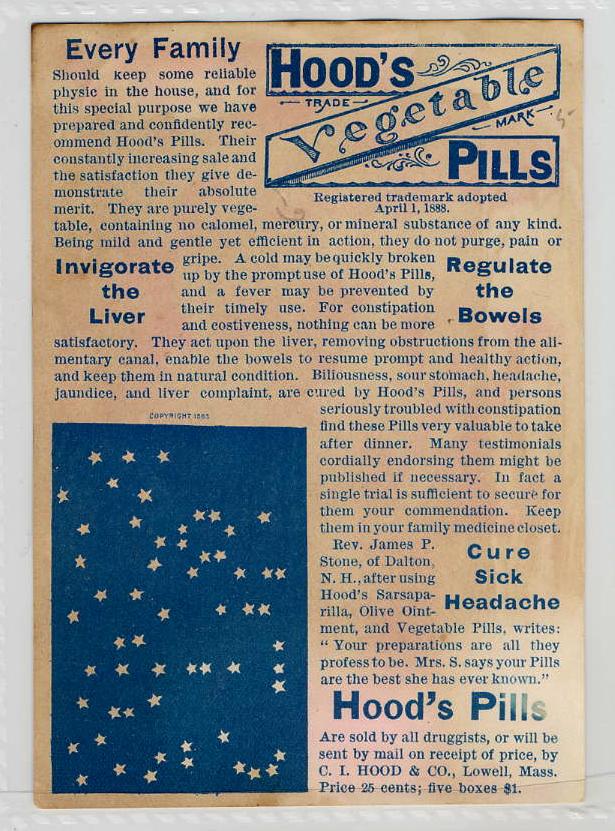 Every Family
Should keep some reliable
physic in the house, and for
this special purpose we have
prepared and confidently rec-
ommend Hood's Pills. Their
constantly increasing sale and
the satisfaction they give de-
monstrate their absolute
merit. They are purely vege-
HOOD'S
TRADE
Vegetable
MARK
PILLS
Registered trademark adopted
April 1, 1888.
table, containing no calomel, mercury, or mineral substance of any kind.
Being mild and gentle yet efficient in action, they do not purge, pain or
Invigorate
the
Liver
gripe. A cold may be quickly broken
up by the prompt use of Hood's Pills,
and a fever may be prevented by
their timely use. For constipation
and costiveness, nothing can be more
Regulate
the
Bowels
satisfactory. They act upon the liver, removing obstructions from the ali-
mentary canal, enable the bowels to resume prompt and healthy action,
and keep them in natural condition. Biliousness, sour stomach, headache,
jaundice, and liver complaint, are cured by Hood's Pills, and persons
seriously troubled with constipation
find these Pills very valuable to take
after dinner. Many testimonials
cordially endorsing them might be
published if necessary. In fact a
single trial is sufficient to secure for
them your commendation. Keep
them in your family medicine closet.
COPYRIGHT
Rev. James P.
Stone, of Dalton,
N. H., after using
Hood's Sarsapa-
rilla, Olive Oint-
Cure
Sick
Headache
ment, and Vegetable Pills, writes:
"Your preparations are all they
profess to be. Mrs. S. says your Pills
are the best she has ever known."
Hood's Pills
Are sold by all druggists, or will be
sent by mail on receipt of price, by
C. I. HOOD & CO., Lowell, Mass.
Price 25 cents; five boxes $1.